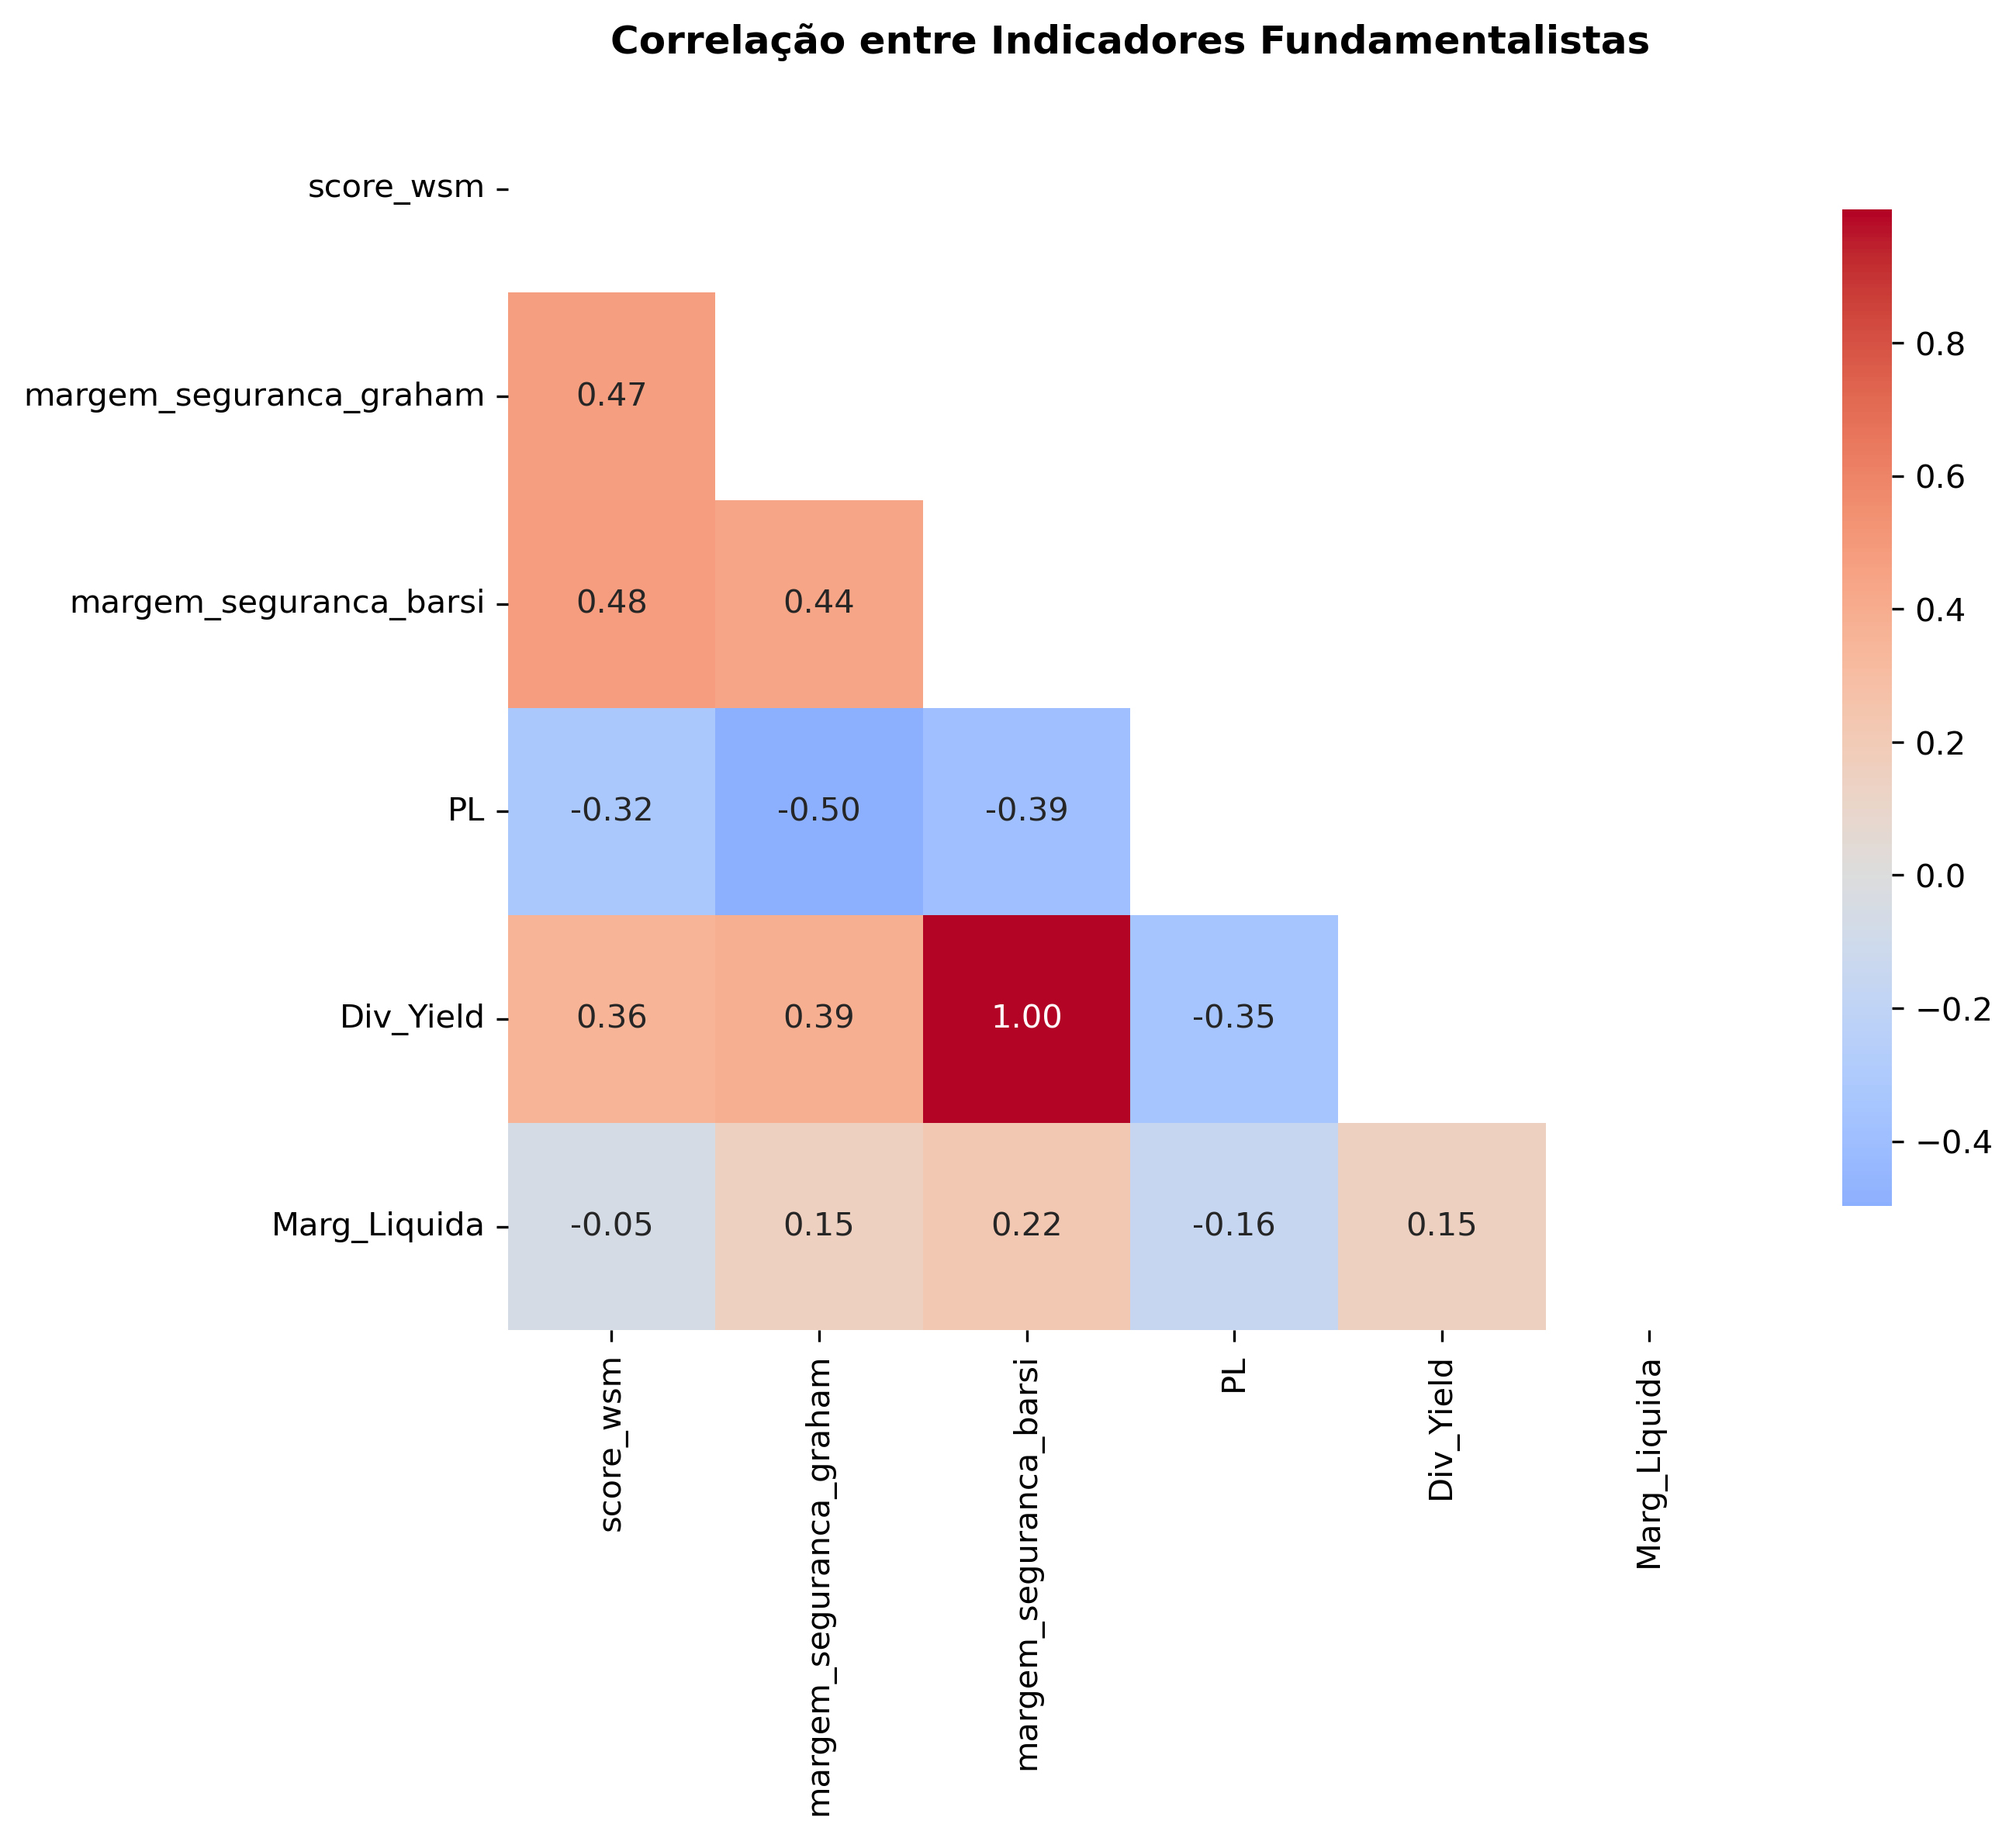 Correlação entre Indicadores Fundamentalistas
score_wsm
margem_seguranca_graham
0.47
margem_seguranca_barsi
0.48 0.44
PL
-0.32 -0.50 -0.39
Div_Yield
0.36 0.39 1.00 -0.35
Marg_Liquida
-0.05 0.15 0.22 -0.16 0.15
score_wsm
margem_seguranca_graham
margem_seguranca_barsi
PL
Div_Yield
Marg_Liquida
0.8
0.6
0.4
0.2
0.0
−0.2
−0.4